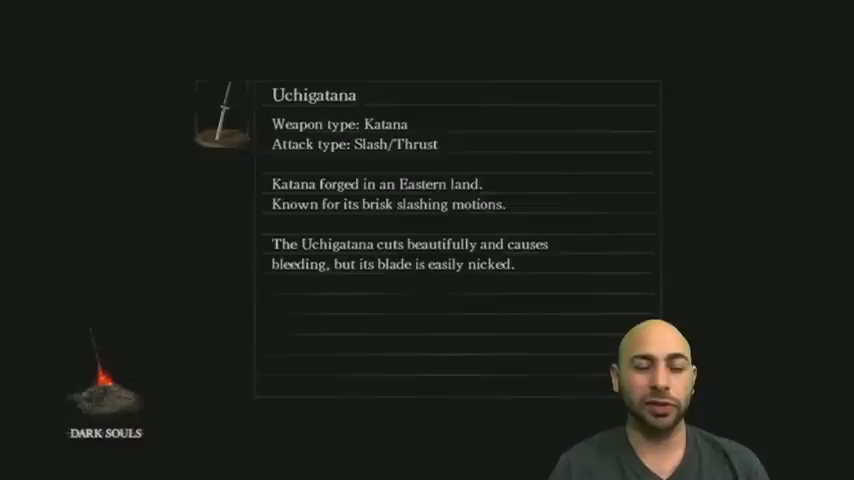 Uchigatana
Weapon type: Katana
Attack type: Slash/Thrust
Katana forged in an Eastern land.
Known for its brisk slashing motions.
The Uchigatana cuts beautifully and causes
bleeding, but its blade is easily nicked.
DARK SOULS